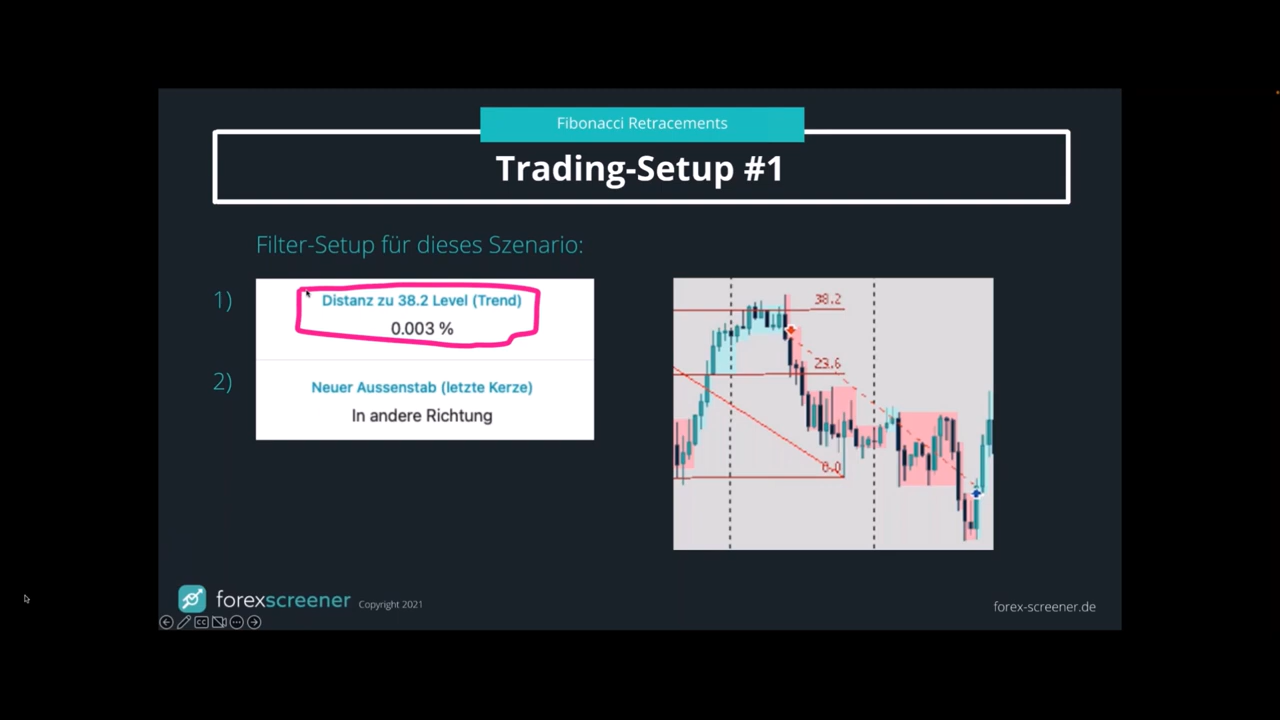 Fibonacci Retracements
Trading-Setup #1
Filter-Setup für dieses Szenario:
1)
Distanz zu 38.2 Level (Trend)
0.003 %
2)
Neuer Aussenstab (letzte Kerze)
In andere Richtung
38.2
23.6
0.0
forexscreener Copyright 2021
forex-screener.de
CC